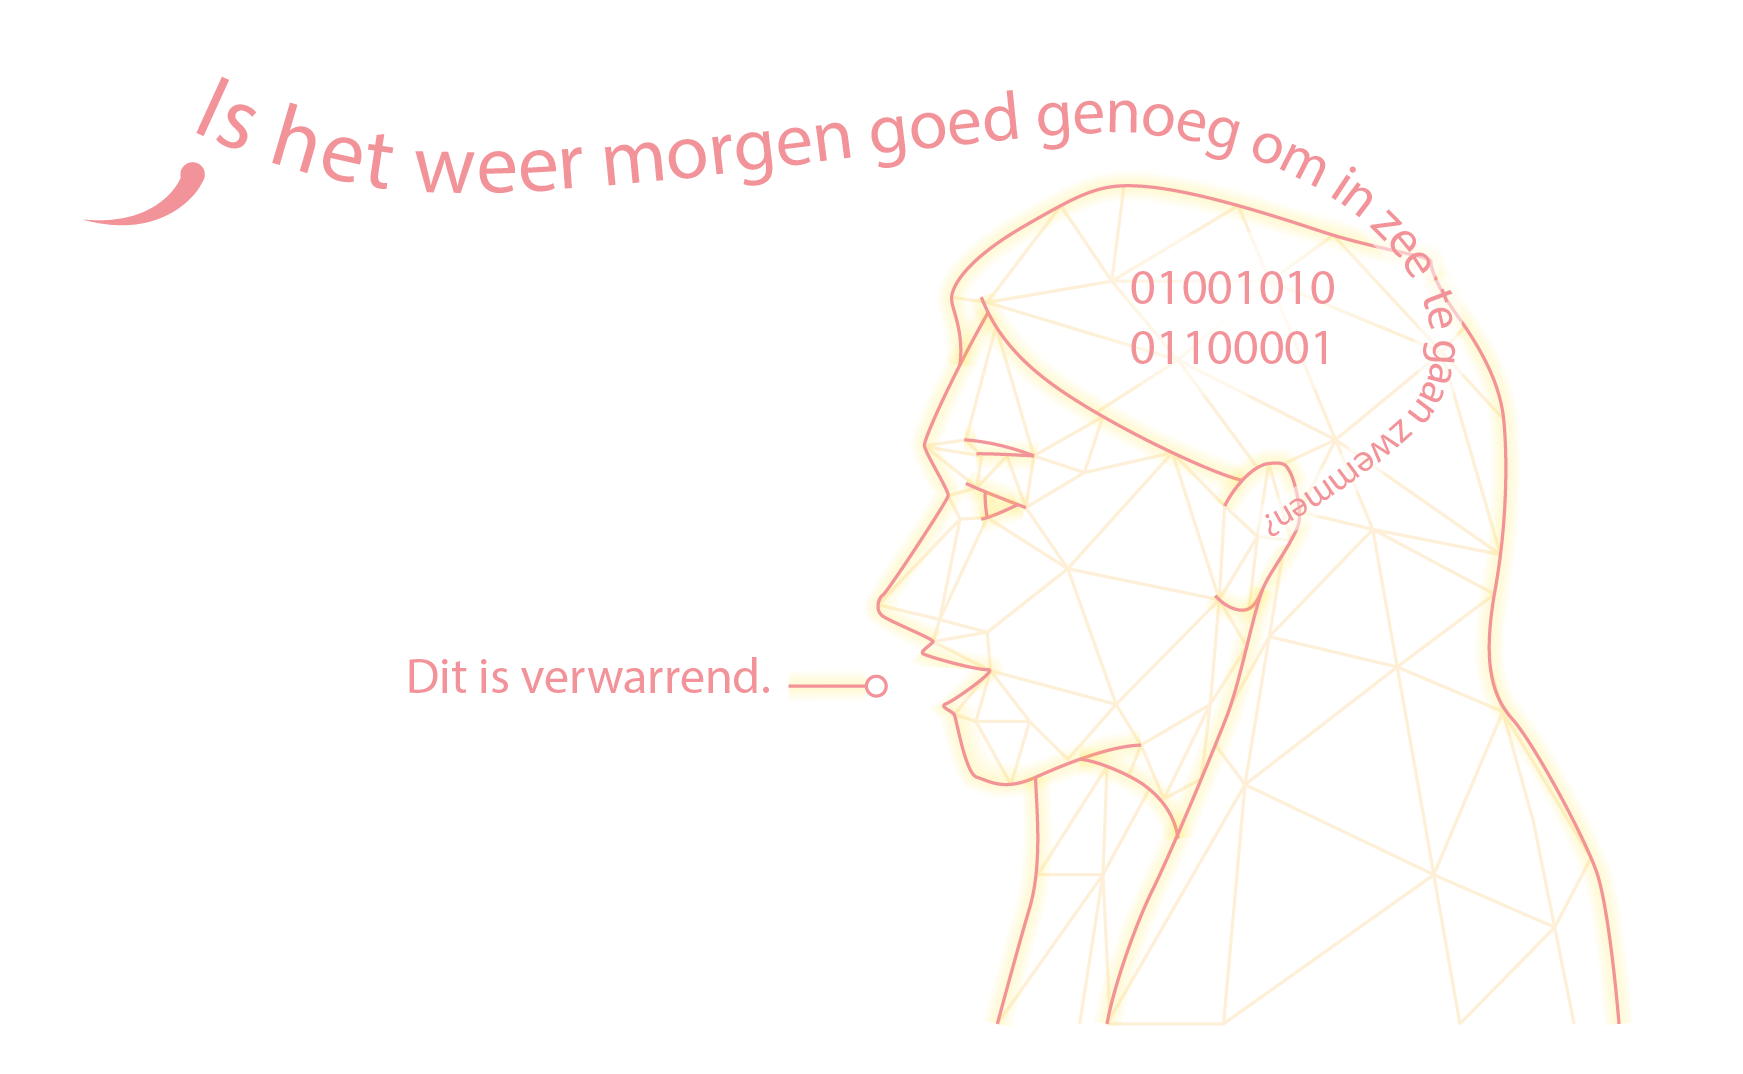 Is het weer morgen goed genoeg om in zee te gaan zwemmen?
01001010
01100001
Dit is verwarrend.